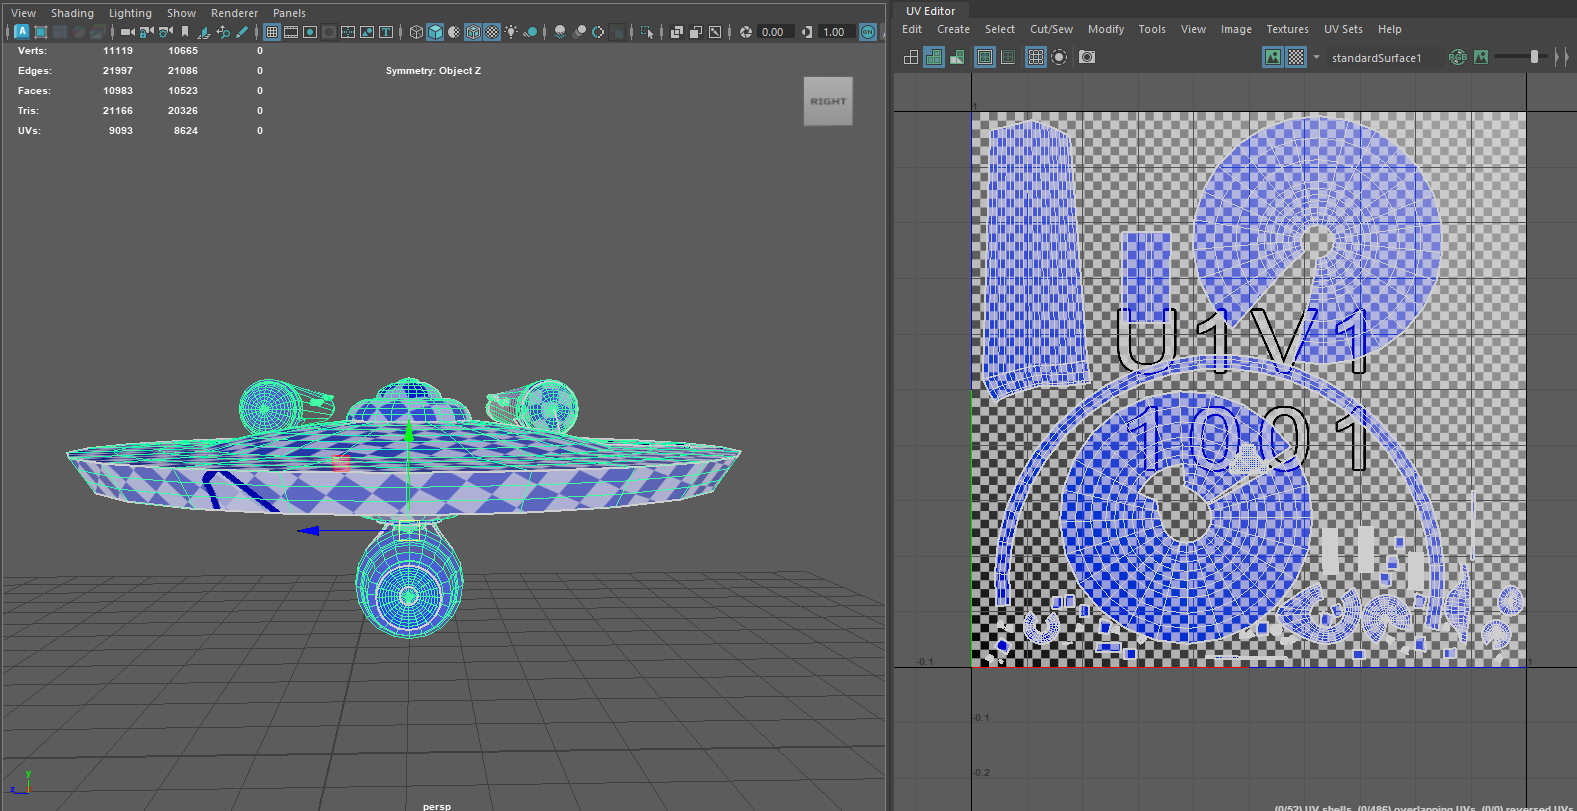 View Shading Lighting Show Renderer Panels
0.00 1.00
Verts: 11119 10665 0
Edges: 21997 21086 0
Faces: 10983 10523 0
Tris: 21166 20326 0
UVs: 9093 8624 0
Symmetry: Object Z
RIGHT
y
z
persp
UV Editor
Edit Create Select Cut/Sew Modify Tools View Image Textures UV Sets Help
standardSurface1
1
U1V1
1001
-0.1
1
-0.1
-0.2
(0/52) UV shells, (0/486) overlapping UVs, (0/0) reversed UVs